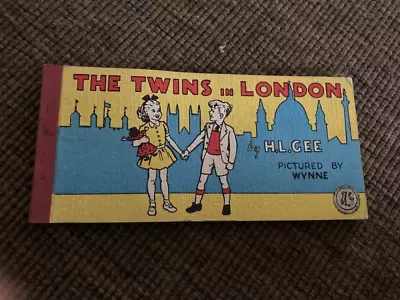 THE TWINS IN LONDON
by H.L.GEE
PICTURED BY
WYNNE